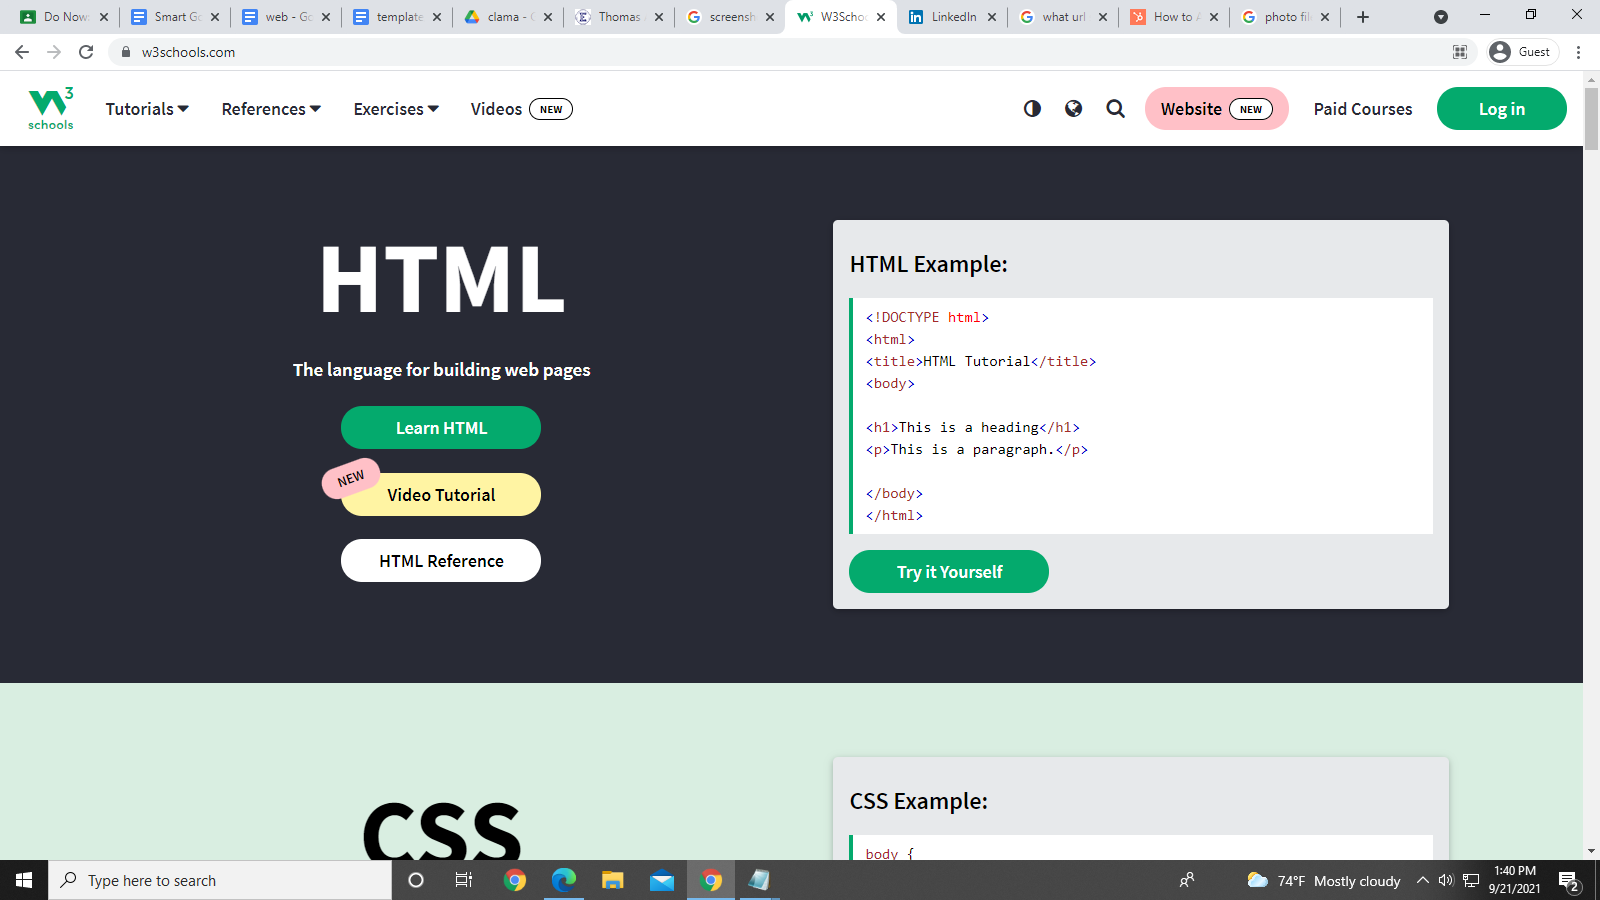 Do Now:
Smart Go
web - Go
template
clama - G
Thomas
screensh
W3Schoo
LinkedIn
what url
How to A
photo fil
w3schools.com
Guest
W3
schools
Tutorials
References
Exercises
Videos NEW
Website NEW
Paid Courses
Log in
HTML
The language for building web pages
Learn HTML
NEW
Video Tutorial
HTML Reference
HTML Example:
<!DOCTYPE html>
<html>
<title>HTML Tutorial</title>
<body>
<h1>This is a heading</h1>
<p>This is a paragraph.</p>
</body>
</html>
Try it Yourself
CSS
CSS Example:
body {
Type here to search
74°F Mostly cloudy
1:40 PM
9/21/2021
2